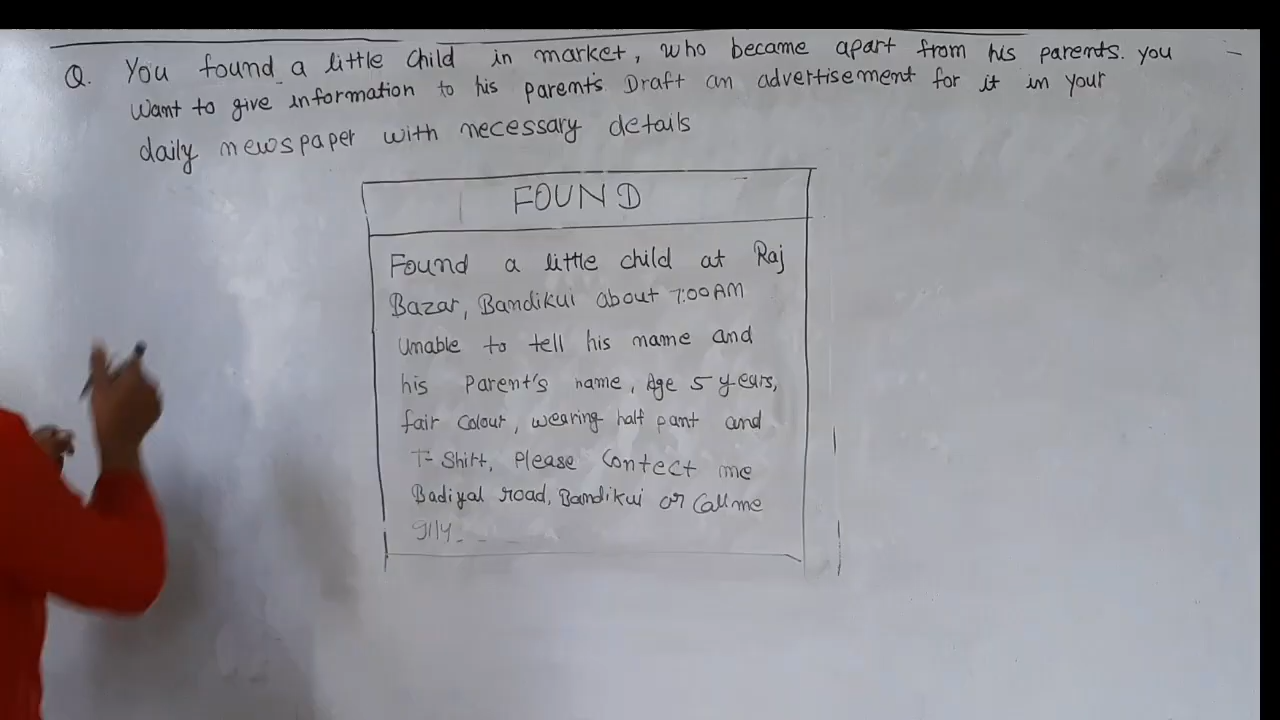 Q. You found a little child in market, who became apart from his parents. you
want to give information to his parent's. Draft an advertisement for it in your
daily newspaper with necessary details
FOUND
Found a little child at Raj
Bazar, Bandikui about 7:00AM
Unable to tell his name and
his Parent's name, Age 5 years,
fair colour, wearing half pant and
T-Shirt, Please Contect me
Badiyal road, Bandikui or Call me
9114- - - -